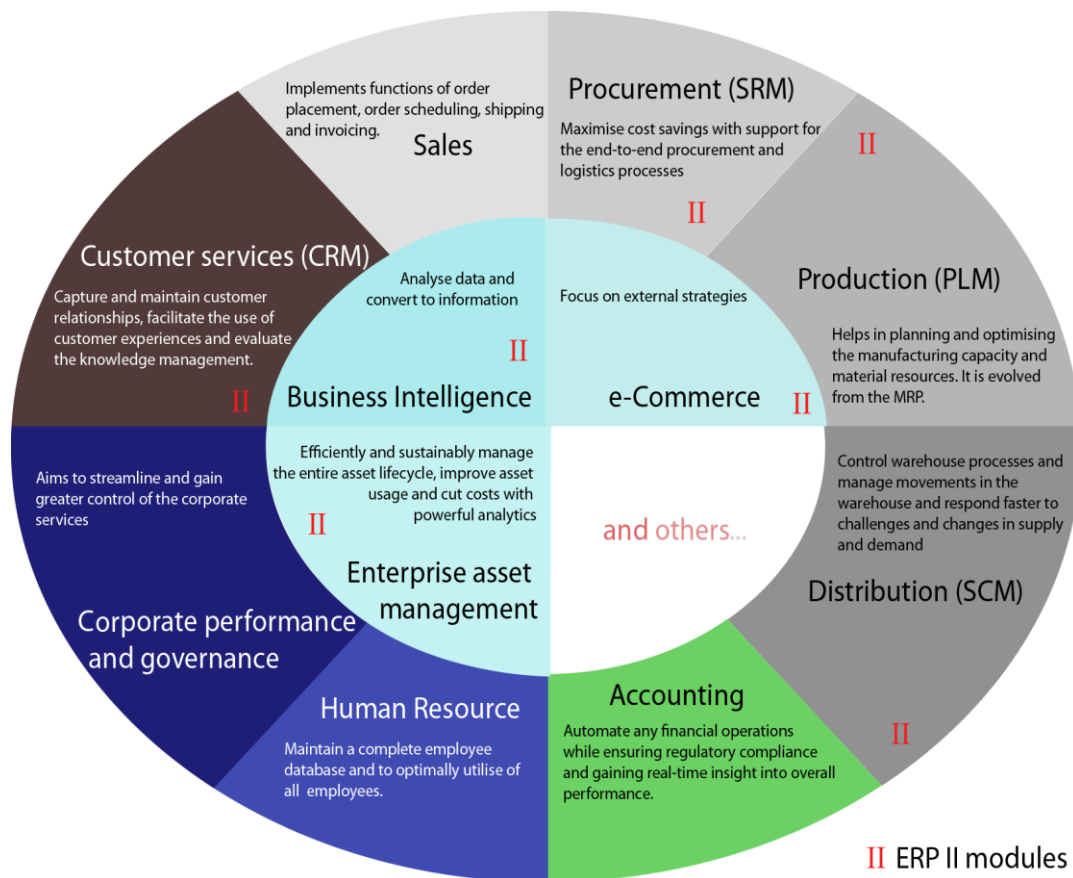 Implements functions of order
placement, order scheduling, shipping
and invoicing.
Sales
Procurement (SRM)
Maximise cost savings with support for
the end-to-end procurement and
logistics processes
II
II
Production (PLM)
Helps in planning and optimising
the manufacturing capacity and
material resources. It is evolved
from the MRP.
Customer services (CRM)
Capture and maintain customer
relationships, facilitate the use of
customer experiences and evaluate
the knowledge management.
II
Analyse data and
convert to information
II
Business Intelligence
Focus on external strategies
e-Commerce
II
Aims to streamline and gain
greater control of the corporate
services
Corporate performance
and governance
Efficiently and sustainably manage
the entire asset lifecycle, improve asset
usage and cut costs with
powerful analytics
II
Enterprise asset
management
and others...
Control warehouse processes and
manage movements in the
warehouse and respond faster to
challenges and changes in supply
and demand
Distribution (SCM)
II
Human Resource
Maintain a complete employee
database and to optimally utilise of
all employees.
Accounting
Automate any financial operations
while ensuring regulatory compliance
and gaining real-time insight into overall
performance.
II ERP II modules